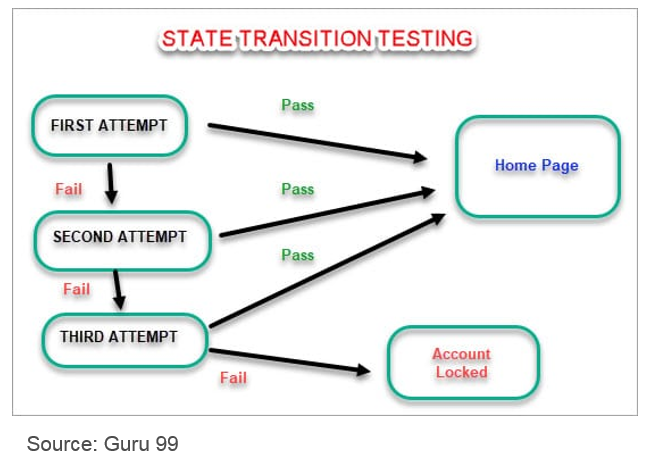 STATE TRANSITION TESTING
Pass
FIRST ATTEMPT
Home Page
Fail
Pass
SECOND ATTEMPT
Pass
Fail
THIRD ATTEMPT
Account
Locked
Fail
Source: Guru 99